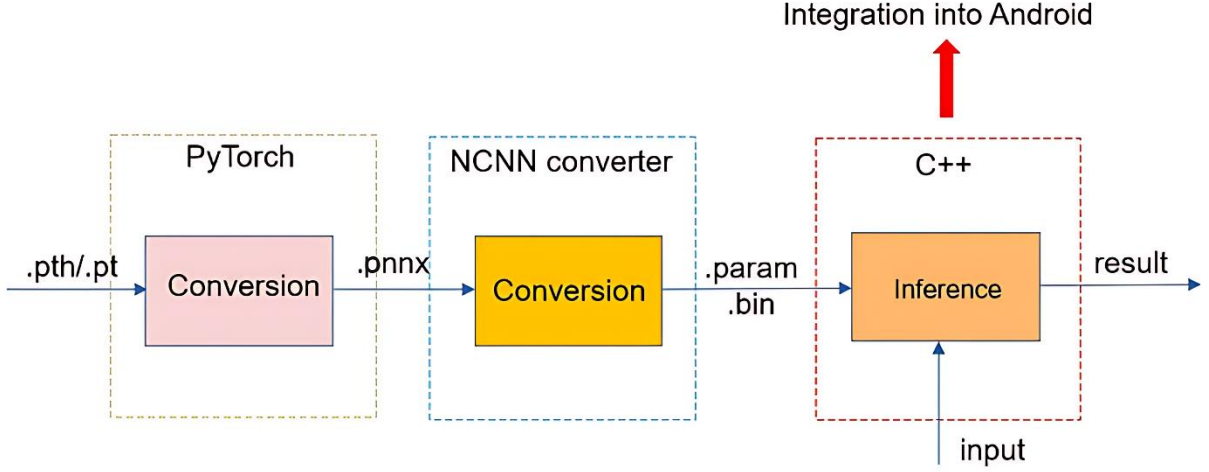 Integration into Android
PyTorch
NCNN converter
C++
.pth/.pt
Conversion
.pnnx
Conversion
.param
.bin
Inference
result
input